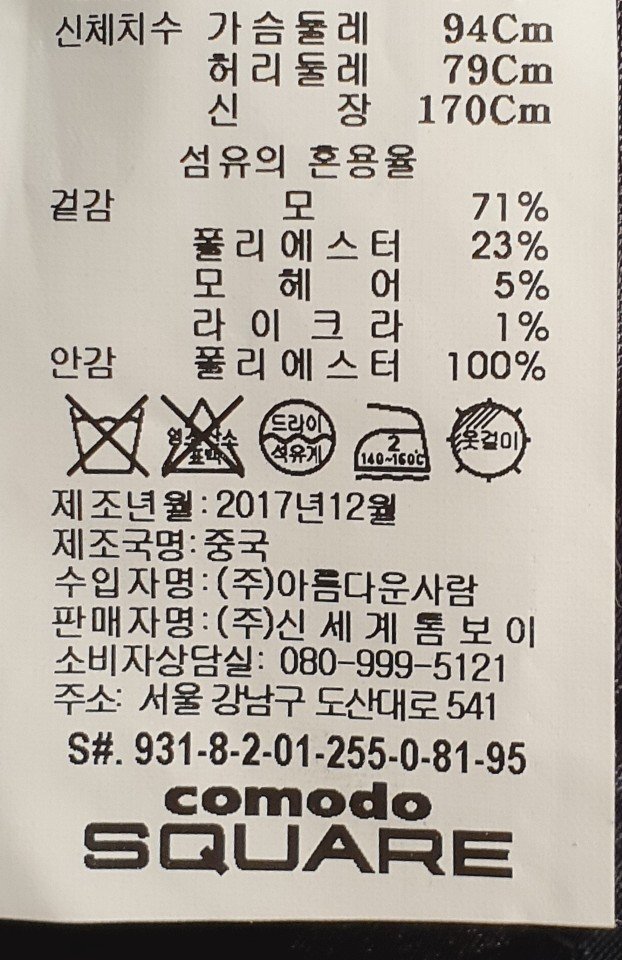 신체치수 가슴둘레 94Cm
허리둘레 79Cm
신 장 170Cm
섬유의 혼용율
겉감 모 71%
폴리에스터 23%
모 헤 어 5%
라 이 크 라 1%
안감 폴리에스터 100%
염소산소 표백
드라이 석유계
2 140~160℃
옷걸이
제조년월:2017년12월
제조국명:중국
수입자명:(주)아름다운사람
판매자명:(주)신세계톰보이
소비자상담실: 080-999-5121
주소: 서울 강남구 도산대로 541
S#. 931-8-2-01-255-0-81-95
comodo
SQUARE